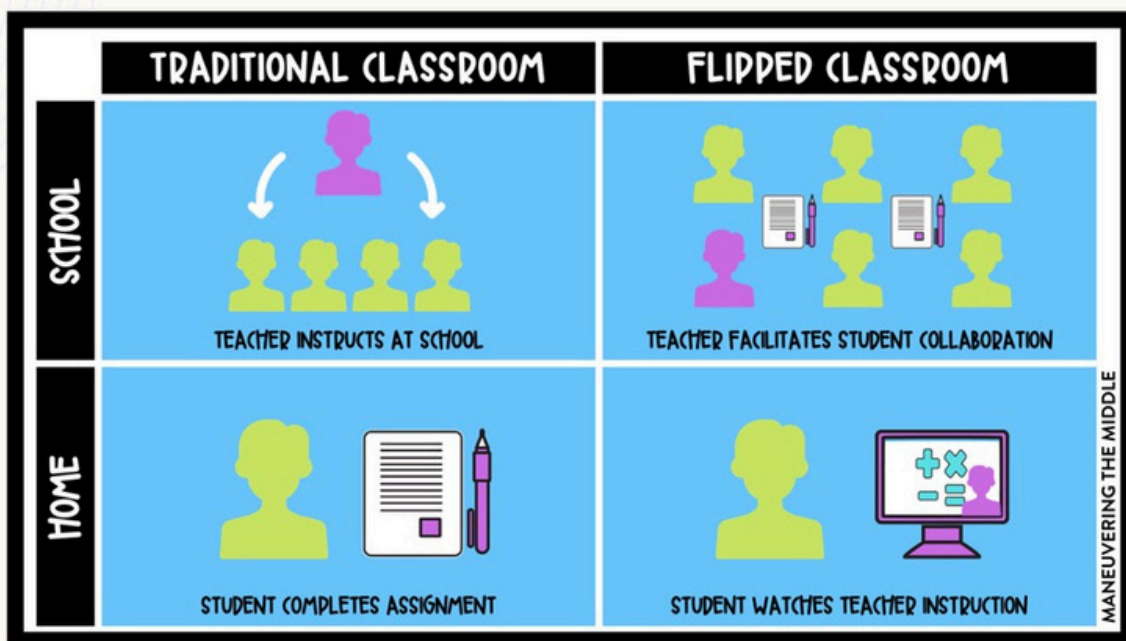 TRADITIONAL CLASSROOM
FLIPPED CLASSROOM
SCHOOL
TEACHER INSTRUCTS AT SCHOOL
TEACHER FACILITATES STUDENT COLLABORATION
HOME
STUDENT COMPLETES ASSIGNMENT
STUDENT WATCHES TEACHER INSTRUCTION
MANEUVERING THE MIDDLE